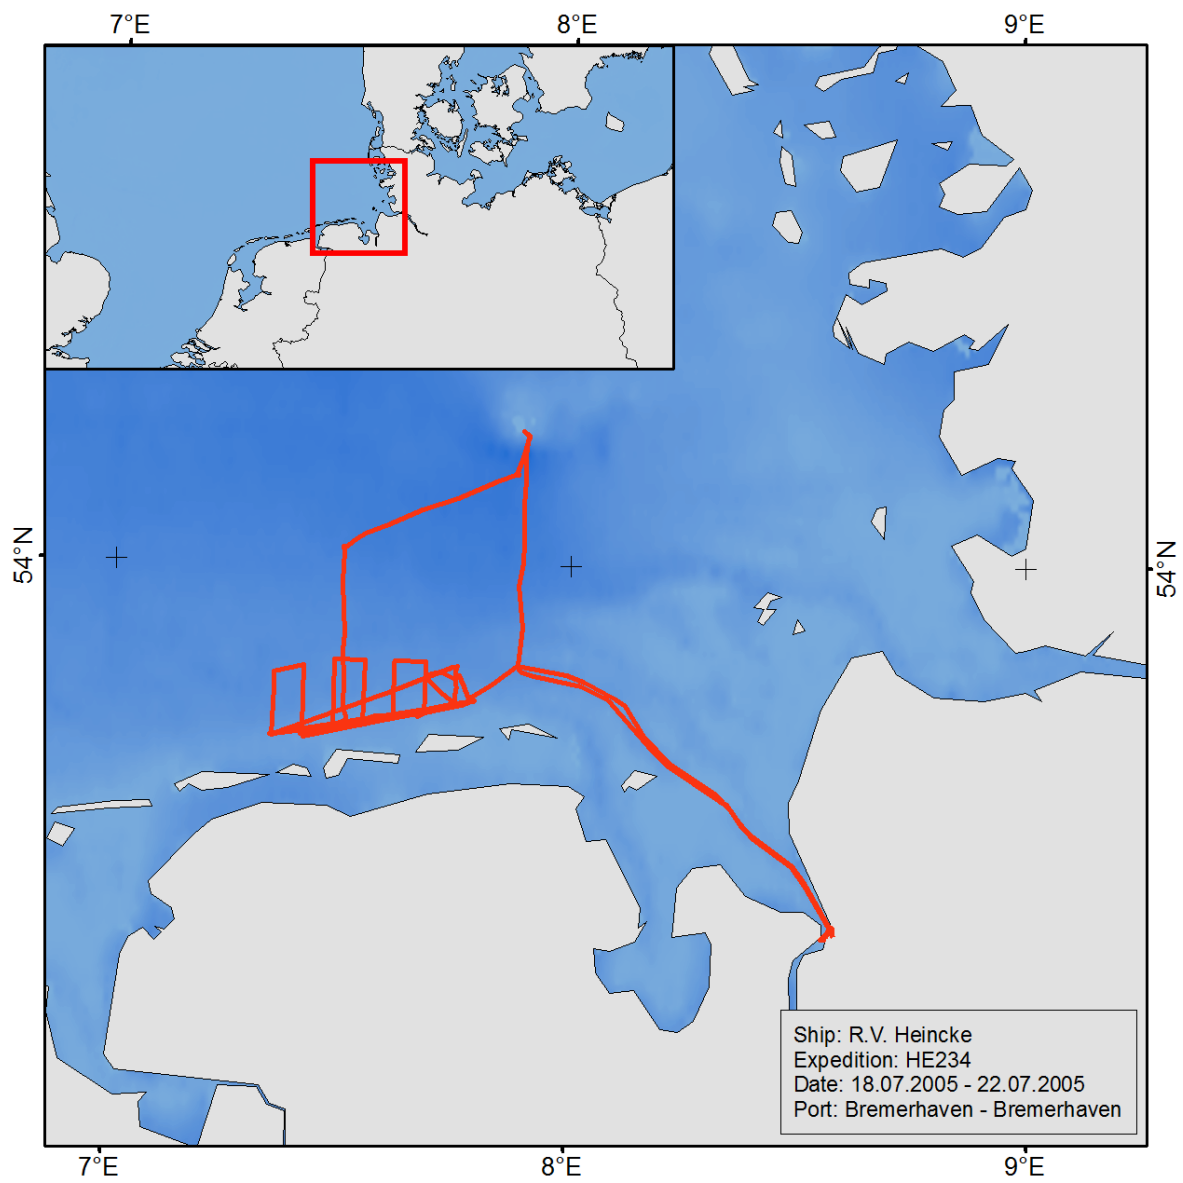 7°E 8°E 9°E
54°N 54°N
Ship: R.V. Heincke
Expedition: HE234
Date: 18.07.2005 - 22.07.2005
Port: Bremerhaven - Bremerhaven
7°E 8°E 9°E